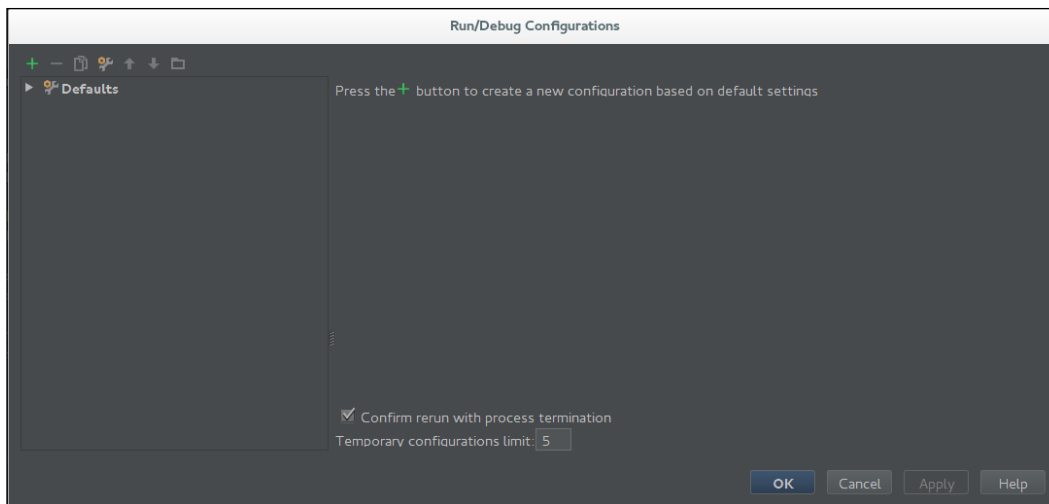 Run/Debug Configurations
Defaults
Press the + button to create a new configuration based on default settings
Confirm rerun with process termination
Temporary configurations limit: 5
OK Cancel Apply Help